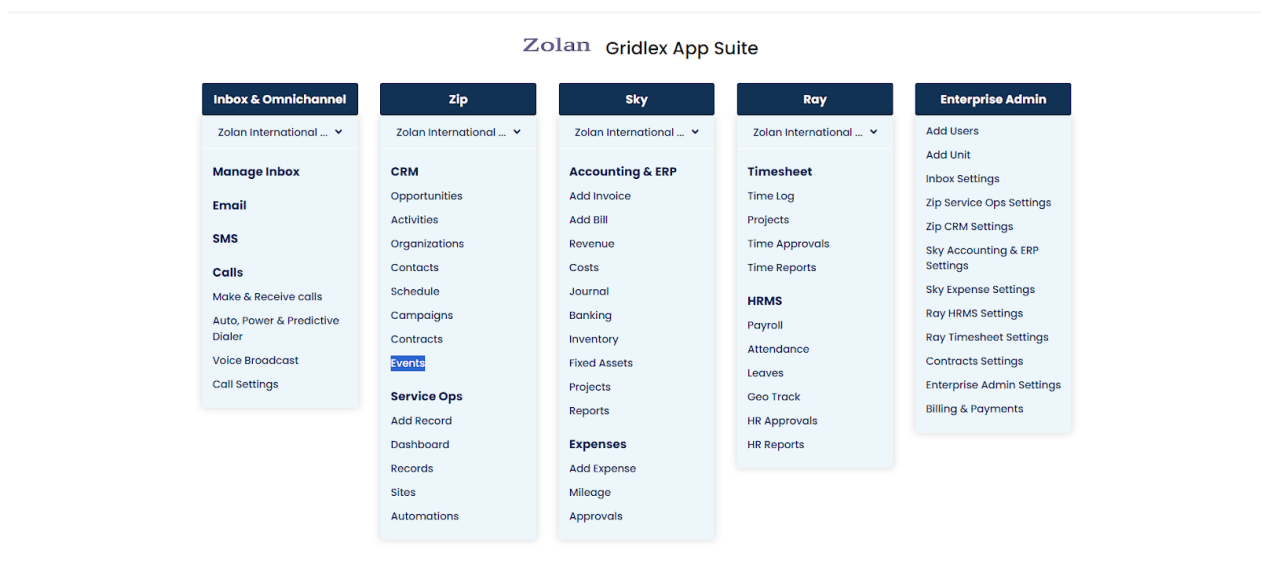 Zolan Gridlex App Suite
Inbox & Omnichannel
Zolan International ...
Manage Inbox
Email
SMS
Calls
Make & Receive calls
Auto, Power & Predictive
Dialer
Voice Broadcast
Call Settings
Zip
Zolan International ...
CRM
Opportunities
Activities
Organizations
Contacts
Schedule
Campaigns
Contracts
Events
Service Ops
Add Record
Dashboard
Records
Sites
Automations
Sky
Zolan International ...
Accounting & ERP
Add Invoice
Add Bill
Revenue
Costs
Journal
Banking
Inventory
Fixed Assets
Projects
Reports
Expenses
Add Expense
Mileage
Approvals
Ray
Zolan International ...
Timesheet
Time Log
Projects
Time Approvals
Time Reports
HRMS
Payroll
Attendance
Leaves
Geo Track
HR Approvals
HR Reports
Enterprise Admin
Add Users
Add Unit
Inbox Settings
Zip Service Ops Settings
Zip CRM Settings
Sky Accounting & ERP
Settings
Sky Expense Settings
Ray HRMS Settings
Ray Timesheet Settings
Contracts Settings
Enterprise Admin Settings
Billing & Payments